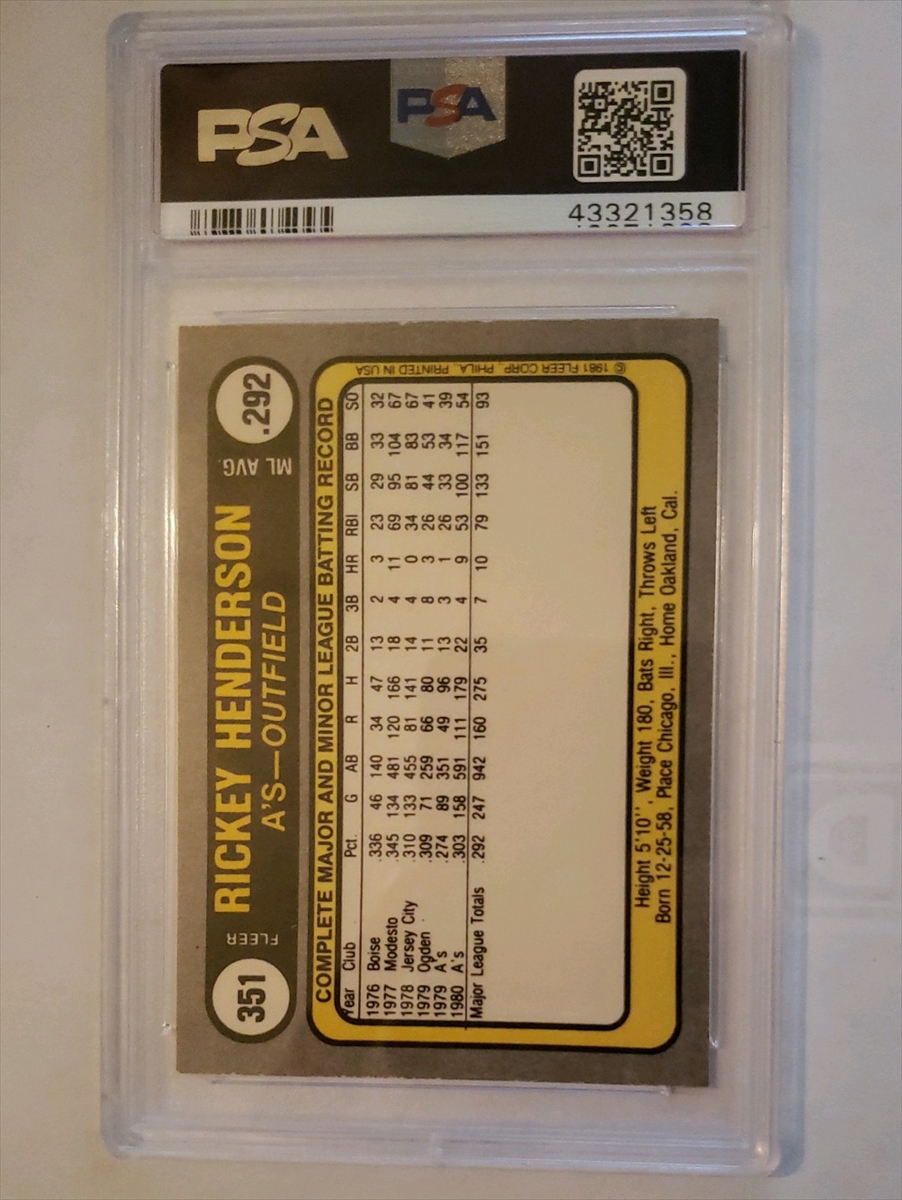 PSA
PSA
43321358
351 FLEER RICKEY HENDERSON ML AVG. .292
A'S—OUTFIELD
COMPLETE MAJOR AND MINOR LEAGUE BATTING RECORD
Year Club Pct. G AB R H 2B 3B HR RBI SB BB SO
1976 Boise .336 46 140 34 47 13 2 3 23 29 33 32
1977 Modesto .345 134 481 120 166 18 4 11 69 95 104 67
1978 Jersey City .310 133 455 81 141 14 4 0 34 81 83 67
1979 Ogden .309 71 259 66 80 11 8 3 26 44 53 41
1979 A's .274 89 351 49 96 13 3 1 26 33 34 39
1980 A's .303 158 591 111 179 22 4 9 53 100 117 54
Major League Totals .292 247 942 160 275 35 7 10 79 133 151 93
Height 5'10'', Weight 180, Bats Right, Throws Left
Born 12-25-58, Place Chicago, Ill., Home Oakland, Cal.
© 1981 FLEER CORP., PHILA. PRINTED IN USA